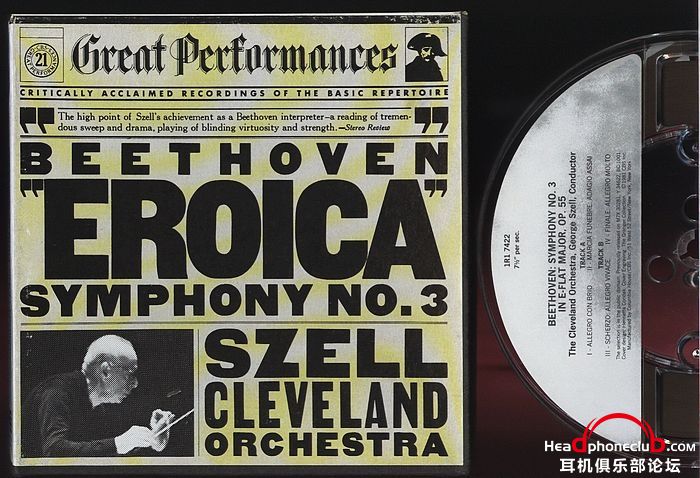 21
Great Performances
CRITICALLY ACCLAIMED RECORDINGS OF THE BASIC REPERTOIRE
"The high point of Szell's achievement as a Beethoven interpreter—a reading of tremen-
dous sweep and drama, playing of blinding virtuosity and strength.—Stereo Review"
BEETHOVEN
"EROICA"
SYMPHONY NO. 3
SZELL
CLEVELAND
ORCHESTRA
1R1 7422
7½" per sec.
BEETHOVEN: SYMPHONY NO. 3
IN E-FLAT MAJOR, OP. 55
The Cleveland Orchestra, George Szell, Conductor
TRACK A
I - ALLEGRO CON BRIO II - MARCIA FUNEBRE: ADAGIO ASSAI
TRACK B
III - SCHERZO: ALLEGRO VIVACE IV - FINALE: ALLEGRO MOLTO
Headphoneclub.com
耳机俱乐部论坛